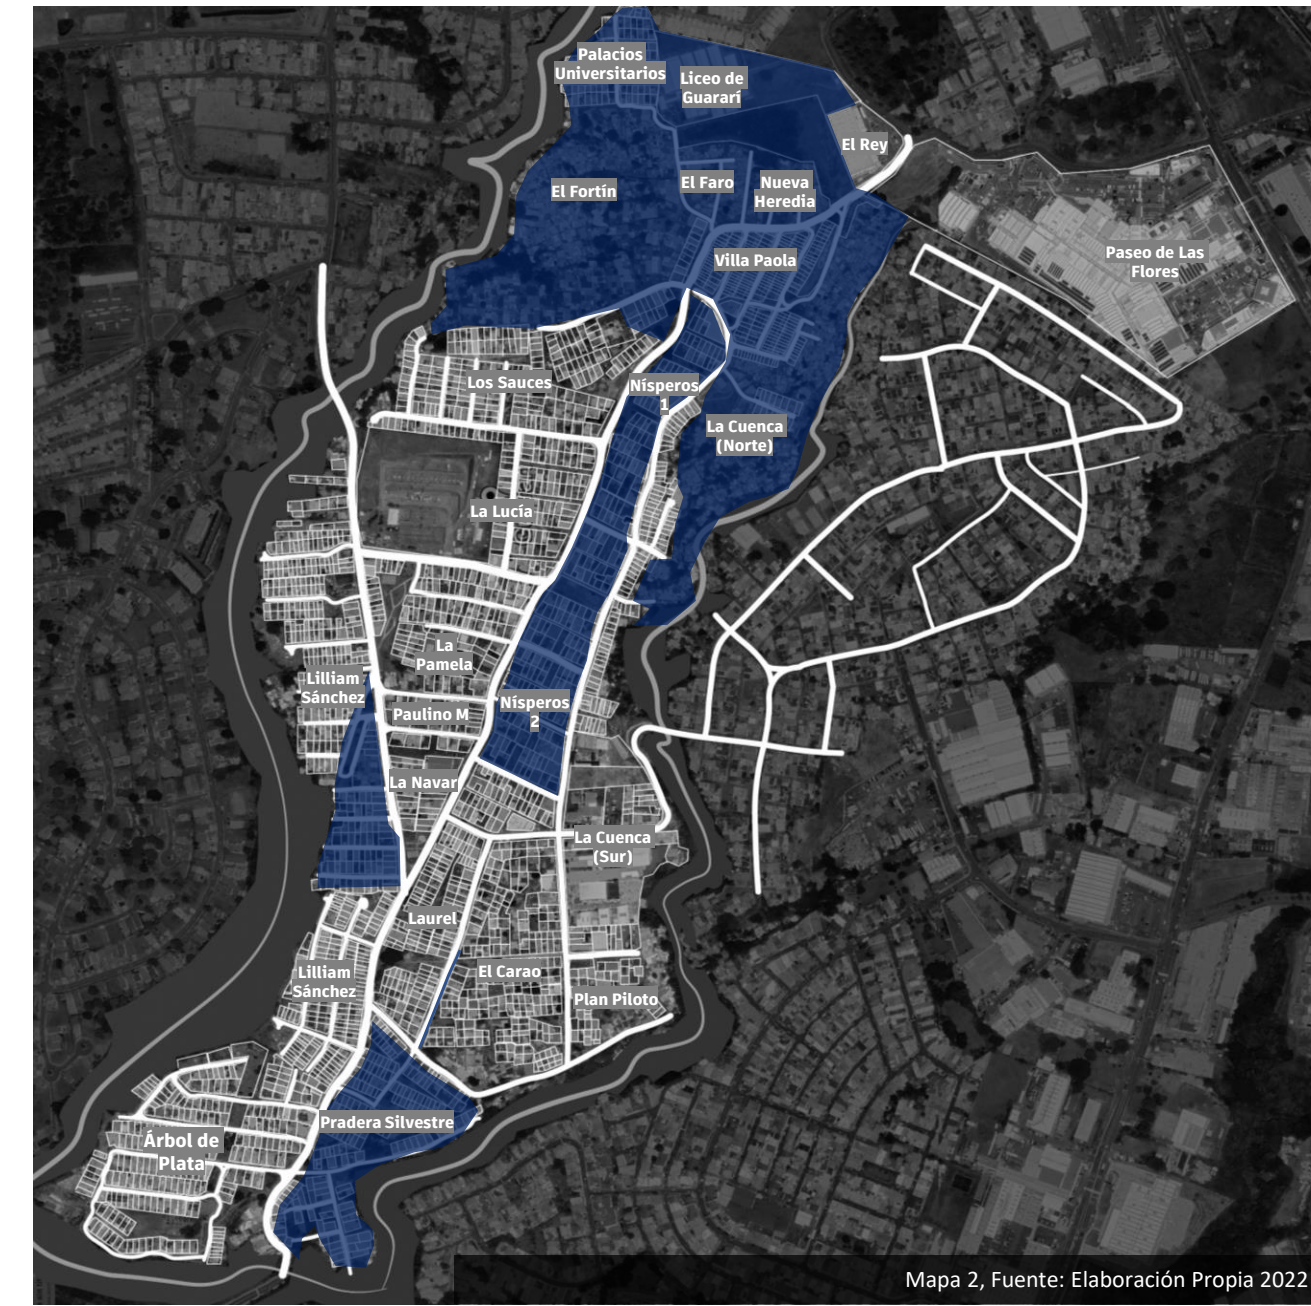 Palacios
Universitarios
Liceo de
Guararí
El Rey
El Fortín
El Faro
Nueva
Heredia
Villa Paola
Paseo de Las
Flores
Los Sauces
Nísperos
1
La Cuenca
(Norte)
La Lucía
La
Pamela
Lilliam
Sánchez
Paulino M
Nísperos
2
La Navar
La Cuenca
(Sur)
Laurel
Lilliam
Sánchez
El Carao
Plan Piloto
Pradera Silvestre
Árbol de
Plata
Mapa 2, Fuente: Elaboración Propia 2022